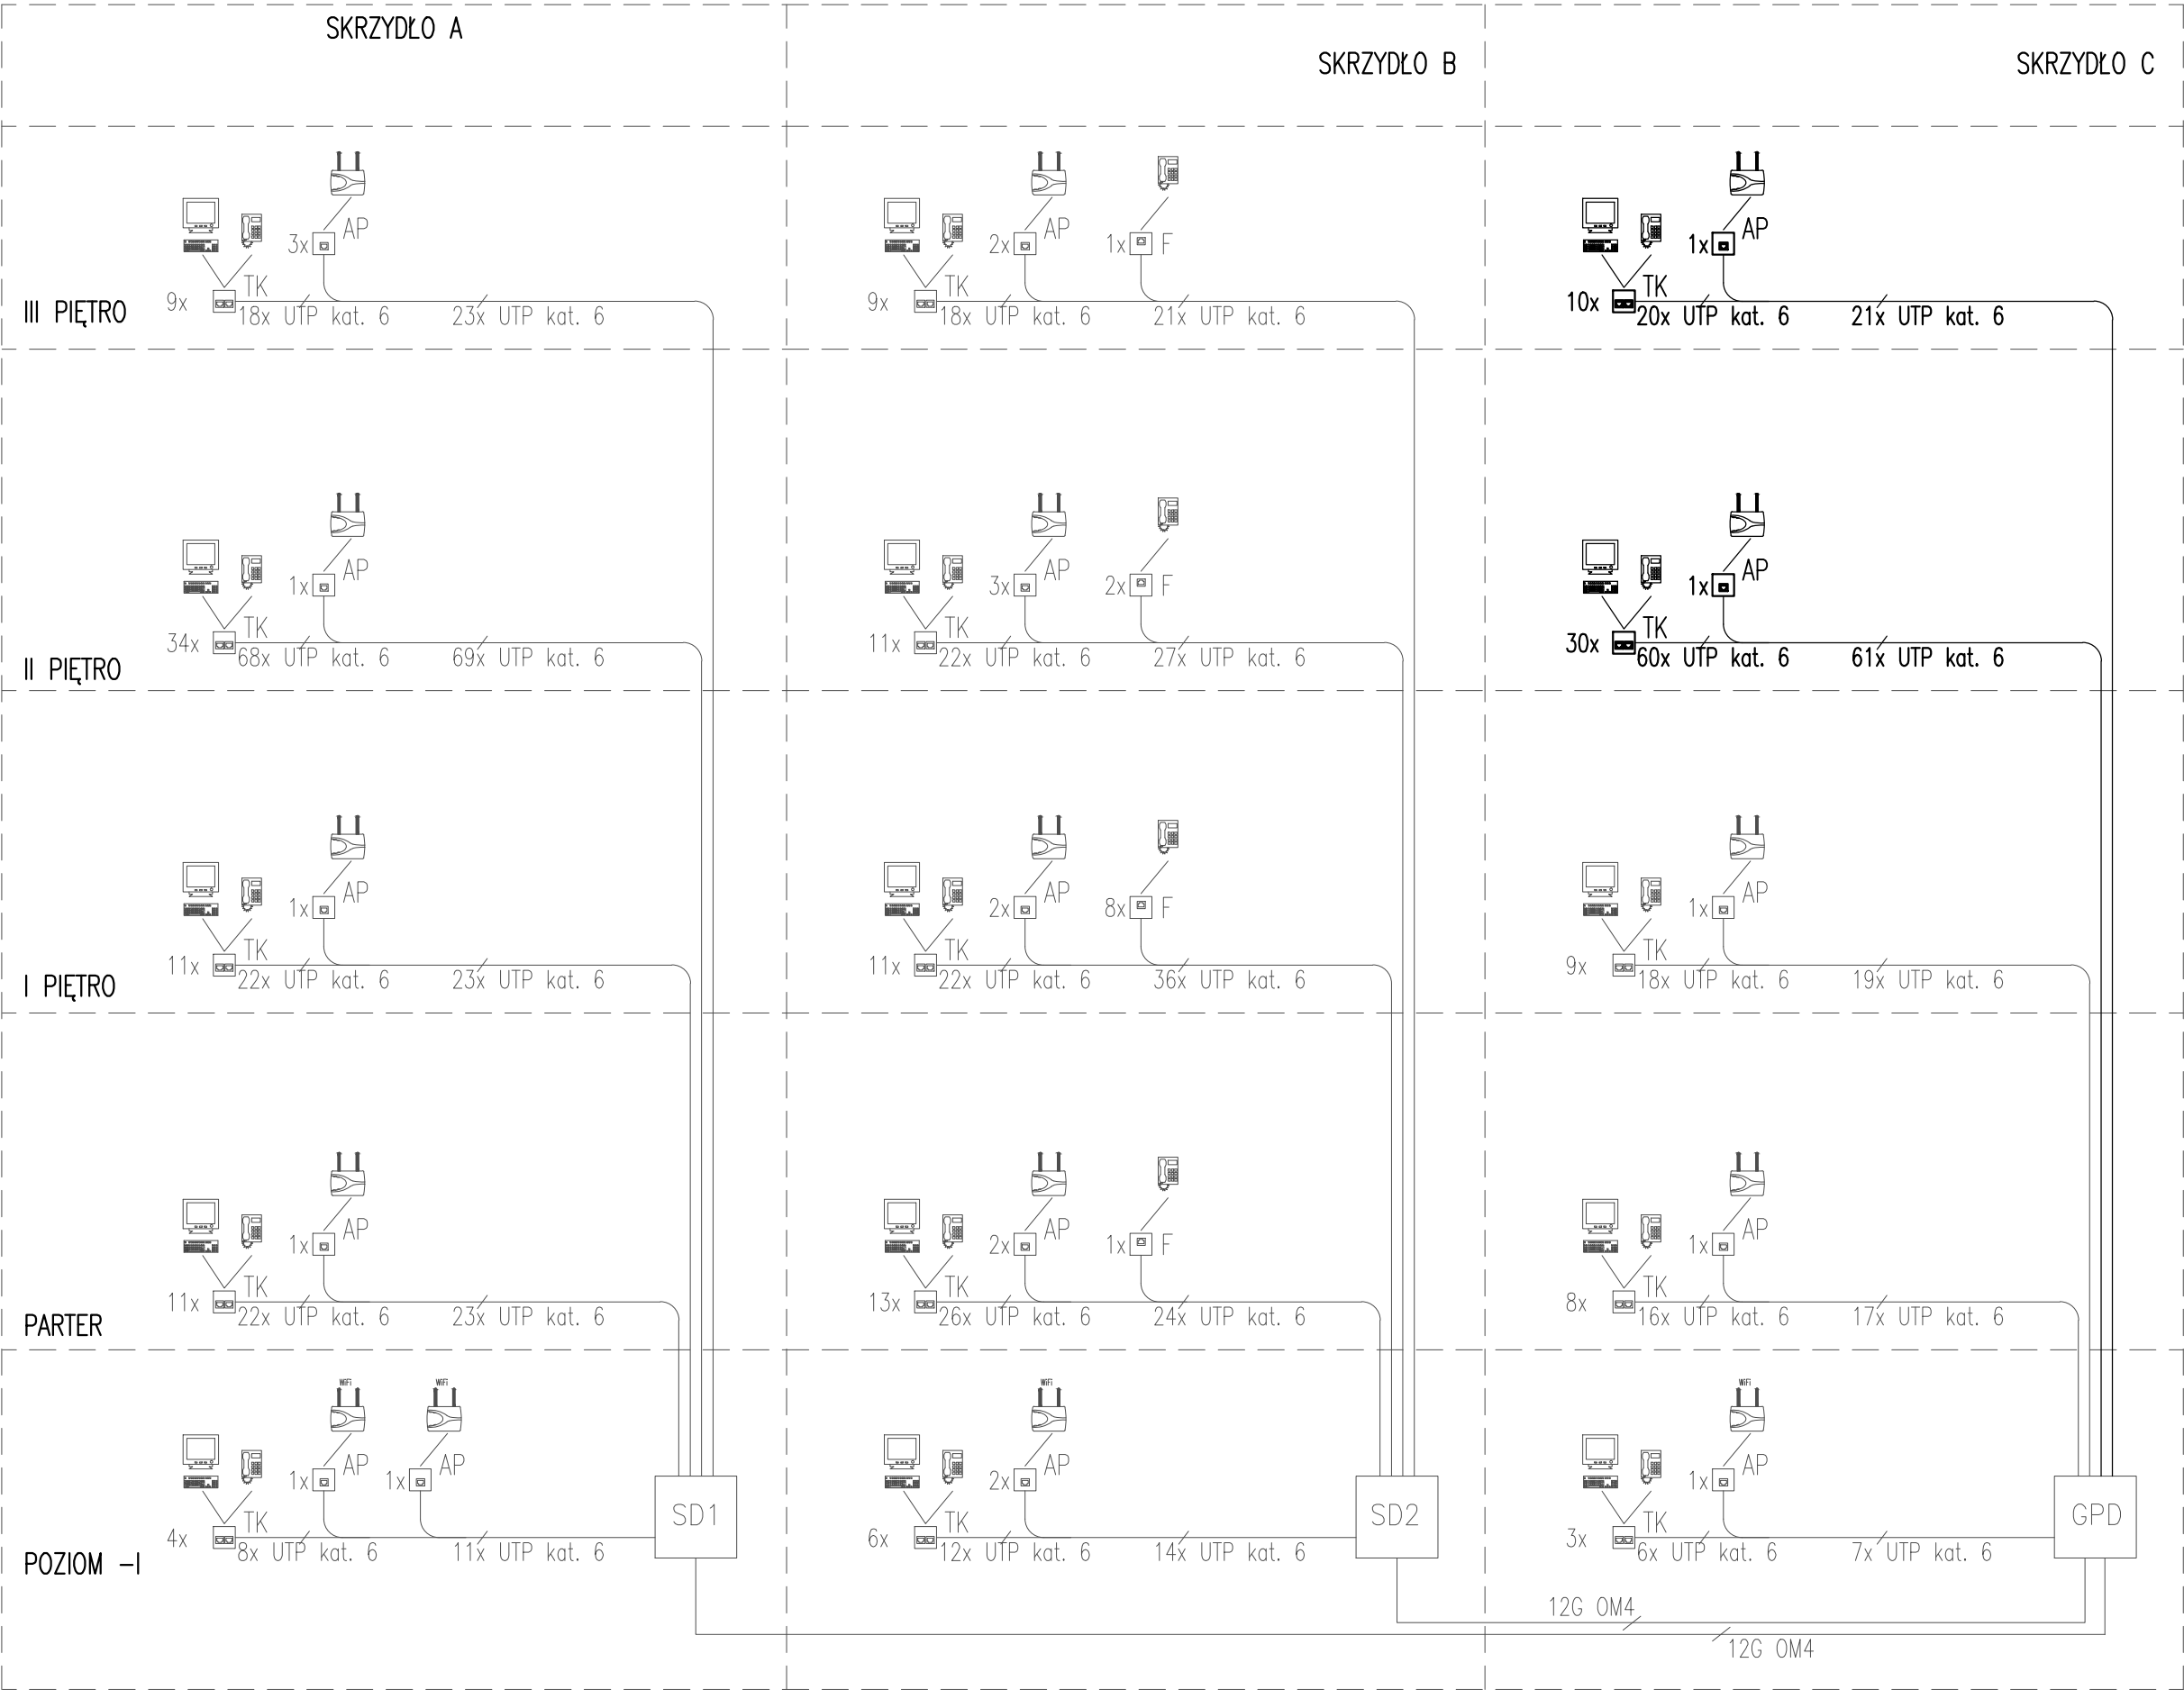 SKRZYDŁO A
SKRZYDŁO B
SKRZYDŁO C
III PIĘTRO
9x
TK
18x UTP kat. 6
3x
AP
23x UTP kat. 6
9x
TK
18x UTP kat. 6
2x
AP
1x
F
21x UTP kat. 6
10x
TK
20x UTP kat. 6
1x
AP
21x UTP kat. 6
II PIĘTRO
34x
TK
68x UTP kat. 6
1x
AP
69x UTP kat. 6
11x
TK
22x UTP kat. 6
3x
AP
2x
F
27x UTP kat. 6
30x
TK
60x UTP kat. 6
1x
AP
61x UTP kat. 6
I PIĘTRO
11x
TK
22x UTP kat. 6
1x
AP
23x UTP kat. 6
11x
TK
22x UTP kat. 6
2x
AP
8x
F
36x UTP kat. 6
9x
TK
18x UTP kat. 6
1x
AP
19x UTP kat. 6
PARTER
11x
TK
22x UTP kat. 6
1x
AP
23x UTP kat. 6
13x
TK
26x UTP kat. 6
2x
AP
1x
F
24x UTP kat. 6
8x
TK
16x UTP kat. 6
1x
AP
17x UTP kat. 6
POZIOM -I
4x
TK
8x UTP kat. 6
WiFi
1x
AP
WiFi
1x
AP
11x UTP kat. 6
SD1
6x
TK
12x UTP kat. 6
WiFi
2x
AP
14x UTP kat. 6
SD2
3x
TK
6x UTP kat. 6
WiFi
1x
AP
7x UTP kat. 6
GPD
12G OM4
12G OM4